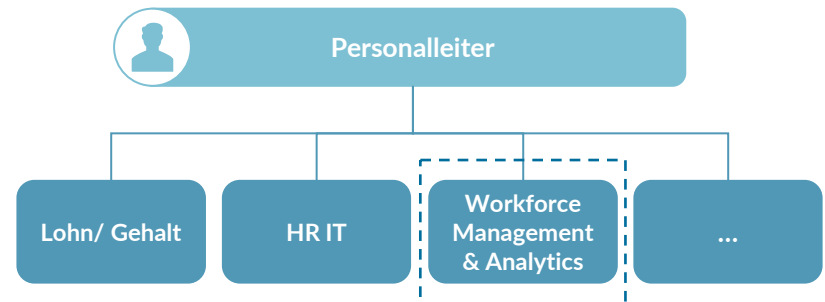 Personalleiter
Lohn/ Gehalt
HR IT
Workforce
Management
& Analytics
...